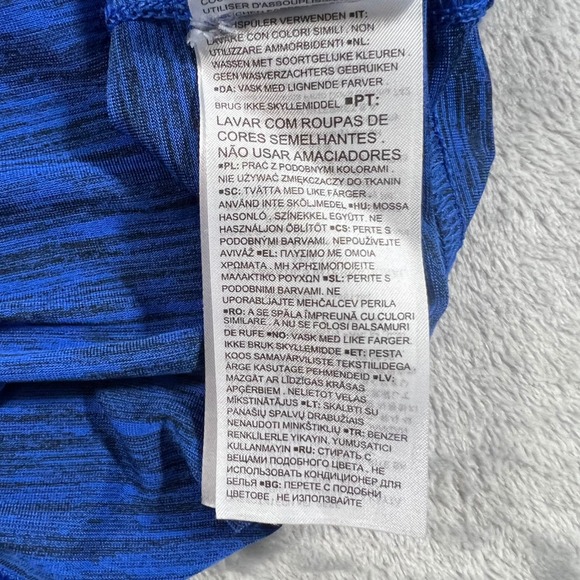 UTILISER D'ASSOUPLIS
SPÜLER VERWENDEN ■IT:
LAVARE CON COLORI SIMILI . NON
UTILIZZARE AMMORBIDENTI ■NL:
WASSEN MET SOORTGELIJKE KLEUREN .
GEEN WASVERZACHTERS GEBRUIKEN
■DA: VASK MED LIGNENDE FARVER .
BRUG IKKE SKYLLEMIDDEL ■PT:
LAVAR COM ROUPAS DE
CORES SEMELHANTES .
NÃO USAR AMACIADORES
■PL: PRAĆ Z PODOBNYMI KOLORAMI .
NIE UŻYWAĆ ZMIĘKCZACZY DO TKANIN
■SC: TVÄTTA MED LIKE FÄRGER .
ANVÄND INTE SKÖLJMEDEL ■HU: MOSSA
HASONLÓ . SZÍNEKKEL EGYÜTT. NE
HASZNÁLJON ÖBLÍTŐT ■CS: PERTE S
PODOBNÝMI BARVAMI. NEPOUŽÍVEJTE
AVIVÁŽ ■EL: ΠΛΥΣΙΜΟ ΜΕ ΟΜΟΙΑ
ΧΡΩΜΑΤΑ . ΜΗ ΧΡΗΣΙΜΟΠΟΙΕΙΤΕ
ΜΑΛΑΚΤΙΚΟ ΡΟΥΧΩΝ ■SL: PERITE S
PODOBNIMI BARVAMI. NE
UPORABLJAJTE MEHČALCEV PERILA
■RO: A SE SPĂLA ÎMPREUNĂ CU CULORI
SIMILARE . A NU SE FOLOSI BALSAMURI
DE RUFE ■NO: VASK MED LIKE FARGER.
IKKE BRUK SKYLLEMIDDE ■ET: PESTA
KOOS SAMAVÄRVILISTE TEKSTIILIDEGA .
ÄRGE KASUTAGE PEHMENDEID ■LV:
MAZGĀT AR LĪDZĪGAS KRĀSAS
APĢĒRBIEM . NELIETOT VEĻAS
MĪKSTINĀTĀJUS ■LT: SKALBTI SU
PANAŠIŲ SPALVŲ DRABUŽIAIS
NENAUDOTI MINKŠTIKLIŲ ■TR: BENZER
RENKLILERLE YIKAYIN, YUMUSATICI
KULLANMAYIN ■RU: СТИРАТЬ С
ВЕЩАМИ ПОДОБНОГО ЦВЕТА . НЕ
ИСПОЛЬЗОВАТЬ КОНДИЦИОНЕР ДЛЯ
БЕЛЬЯ ■BG: ПЕРЕТЕ С ПОДОБНИ
ЦВЕТОВЕ . НЕ ИЗПОЛЗВАЙТЕ